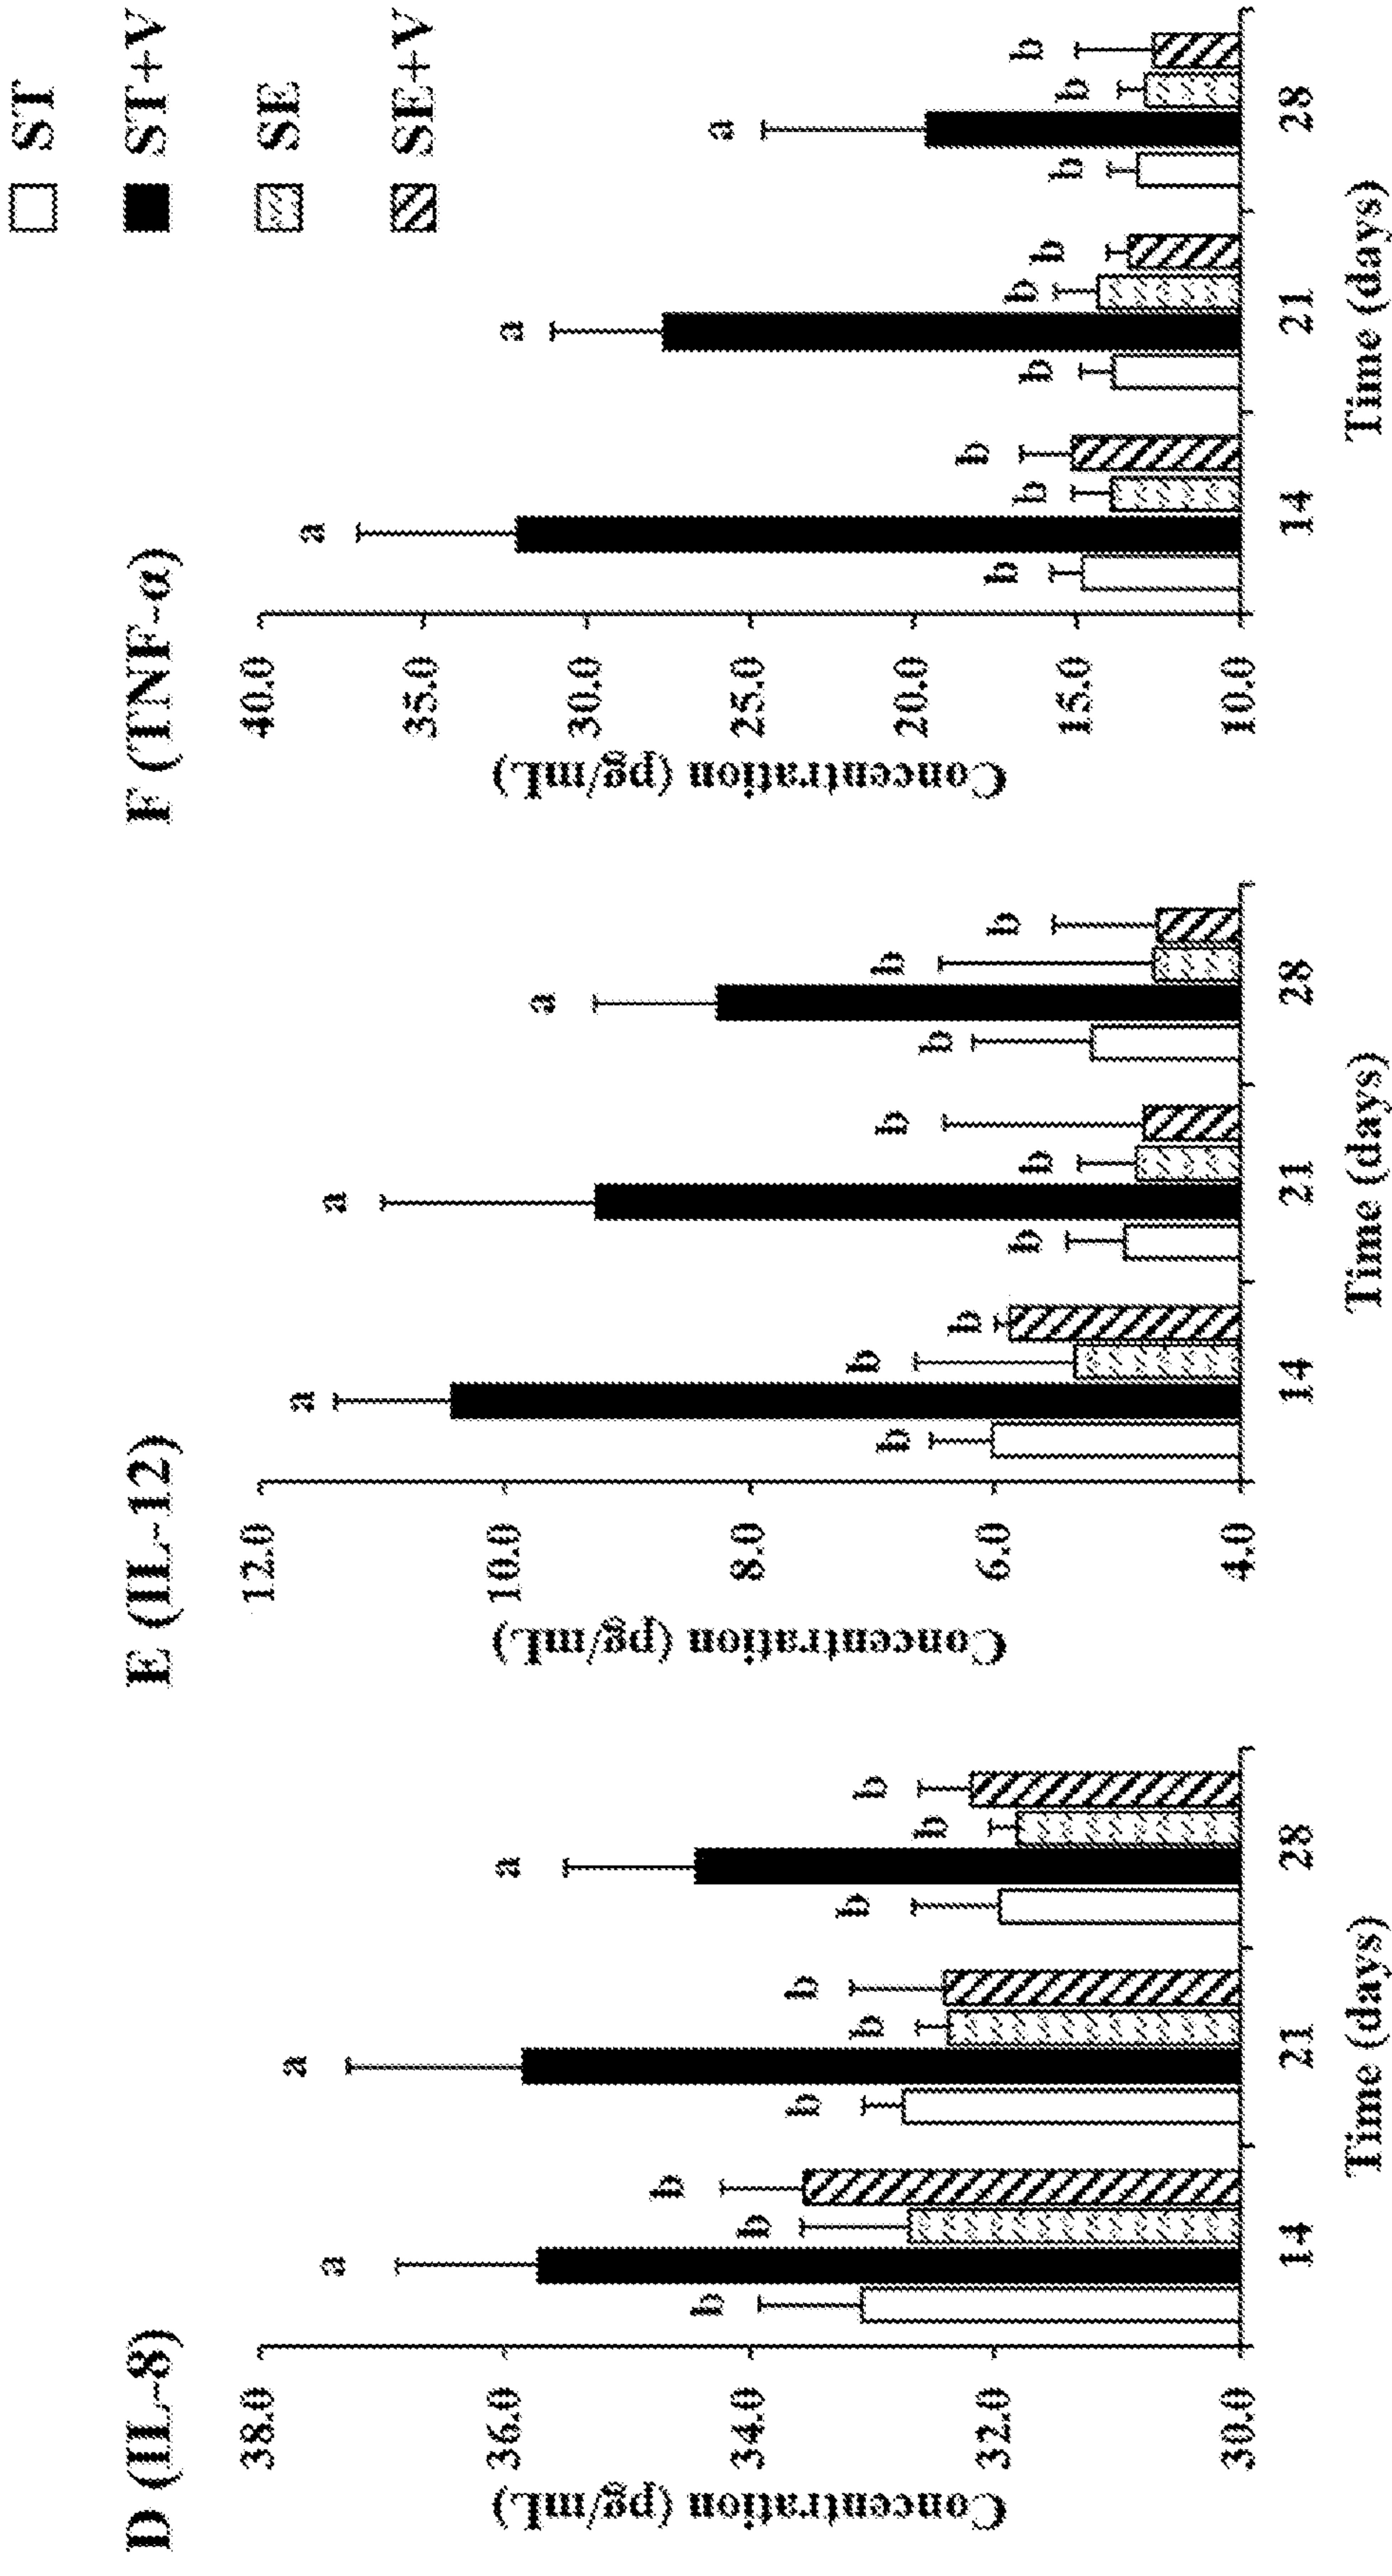 ST
ST+V
SE
SE+V
D (IL-8)
Concentration (pg/mL)
38.0
36.0
34.0
32.0
30.0
b
a
b
b
b
a
b
b
b
a
b
b
14
21
28
Time (days)
E (IL-12)
Concentration (pg/mL)
12.0
10.0
8.0
6.0
4.0
b
a
b
b
b
a
b
b
b
a
b
b
14
21
28
Time (days)
F (TNF-α)
Concentration (pg/mL)
40.0
35.0
30.0
25.0
20.0
15.0
10.0
b
a
b
b
b
a
b
b
b
a
b
b
14
21
28
Time (days)